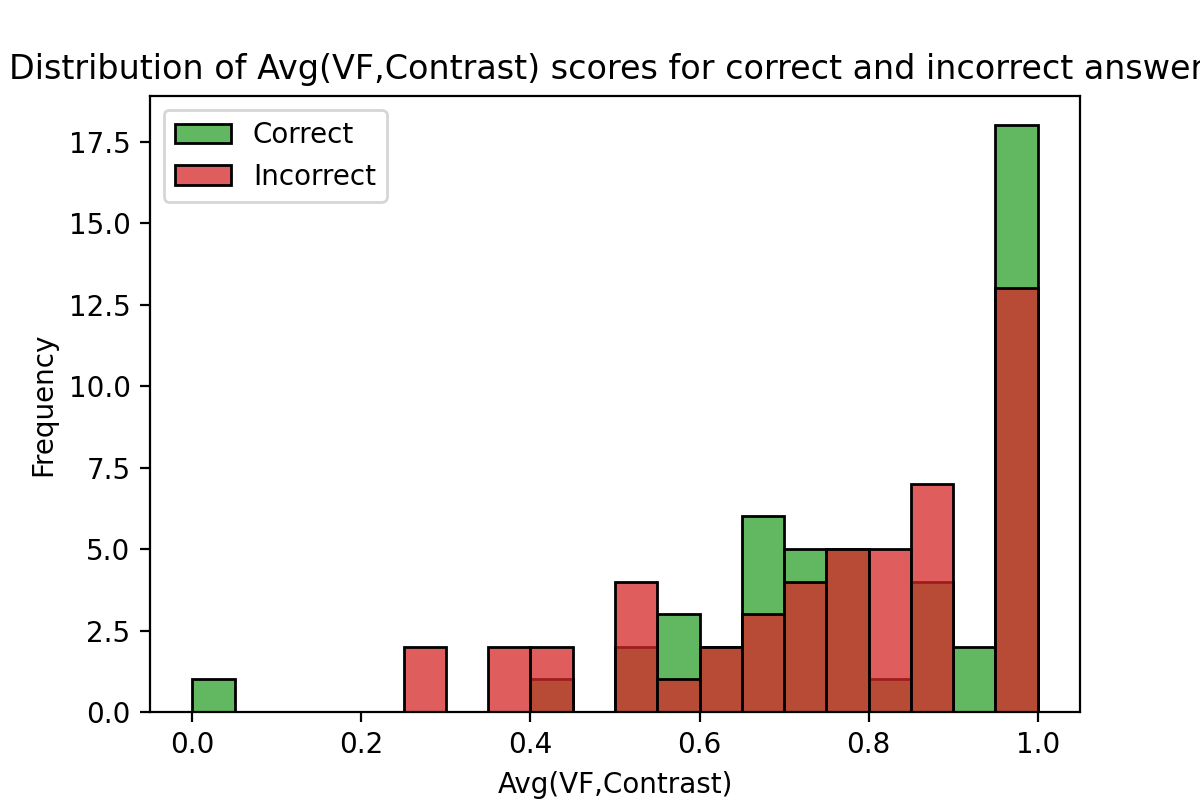 Distribution of Avg(VF,Contrast) scores for correct and incorrect answer
Correct
Incorrect
Frequency
17.5
15.0
12.5
10.0
7.5
5.0
2.5
0.0
0.0 0.2 0.4 0.6 0.8 1.0
Avg(VF,Contrast)